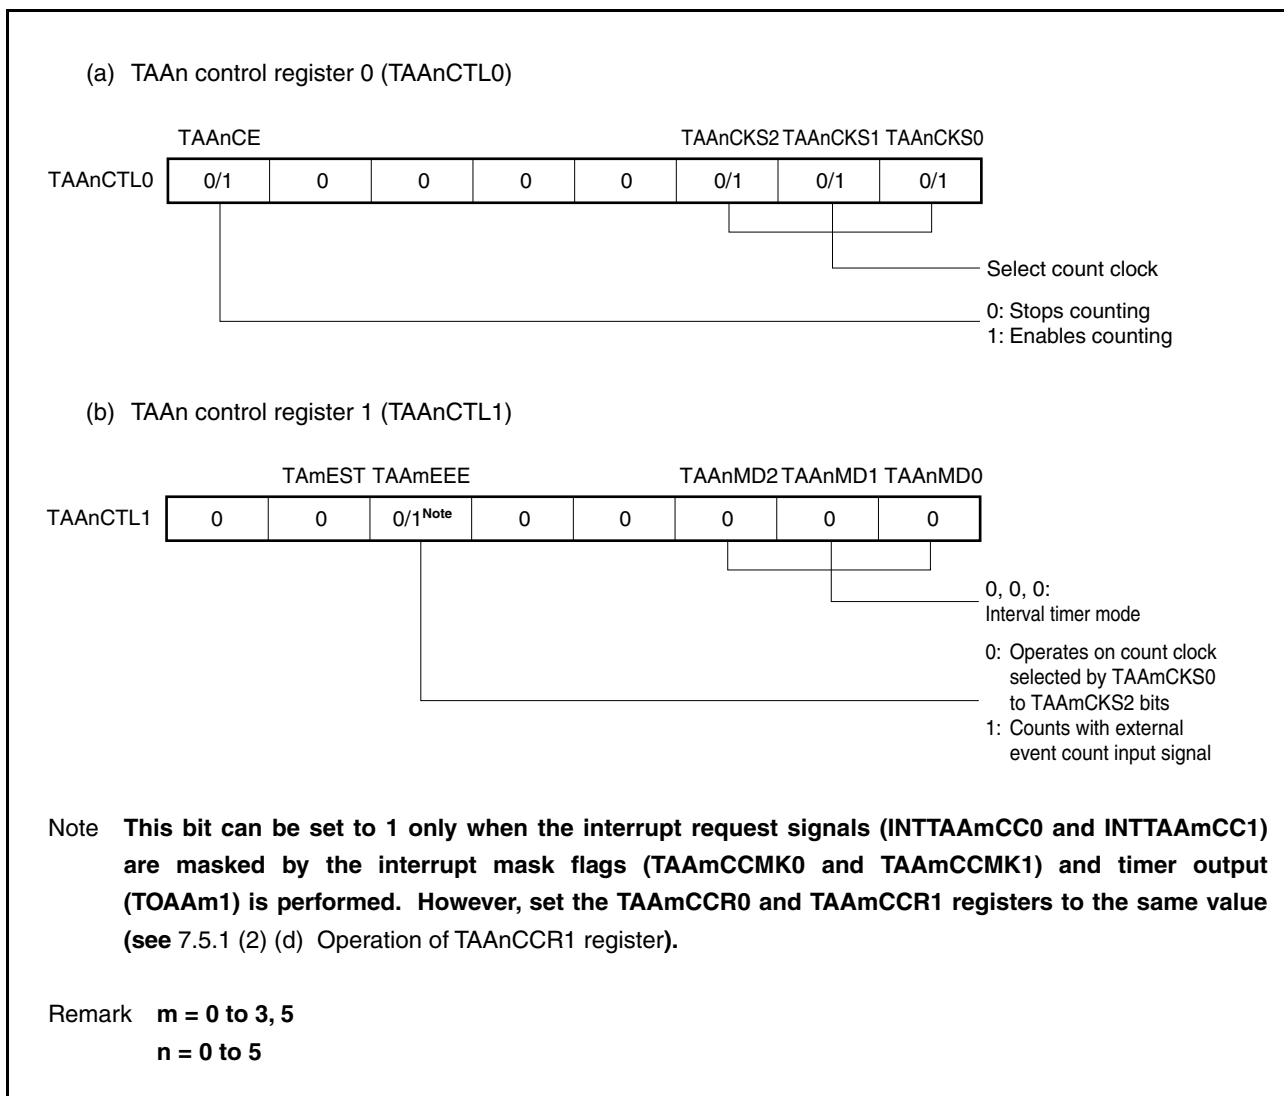 (a) TAAn control register 0 (TAAnCTL0)
TAAnCE TAAnCKS2 TAAnCKS1 TAAnCKS0
TAAnCTL0 0/1 0 0 0 0 0/1 0/1 0/1
Select count clock
0: Stops counting
1: Enables counting
(b) TAAn control register 1 (TAAnCTL1)
TAmEST TAAmEEE TAAnMD2 TAAnMD1 TAAnMD0
TAAnCTL1 0 0 0/1Note 0 0 0 0 0
0, 0, 0:
Interval timer mode
0: Operates on count clock
selected by TAAmCKS0
to TAAmCKS2 bits
1: Counts with external
event count input signal
Note This bit can be set to 1 only when the interrupt request signals (INTTAAmCC0 and INTTAAmCC1)
are masked by the interrupt mask flags (TAAmCCMK0 and TAAmCCMK1) and timer output
(TOAAm1) is performed. However, set the TAAmCCR0 and TAAmCCR1 registers to the same value
(see 7.5.1 (2) (d) Operation of TAAnCCR1 register).
Remark m = 0 to 3, 5
n = 0 to 5